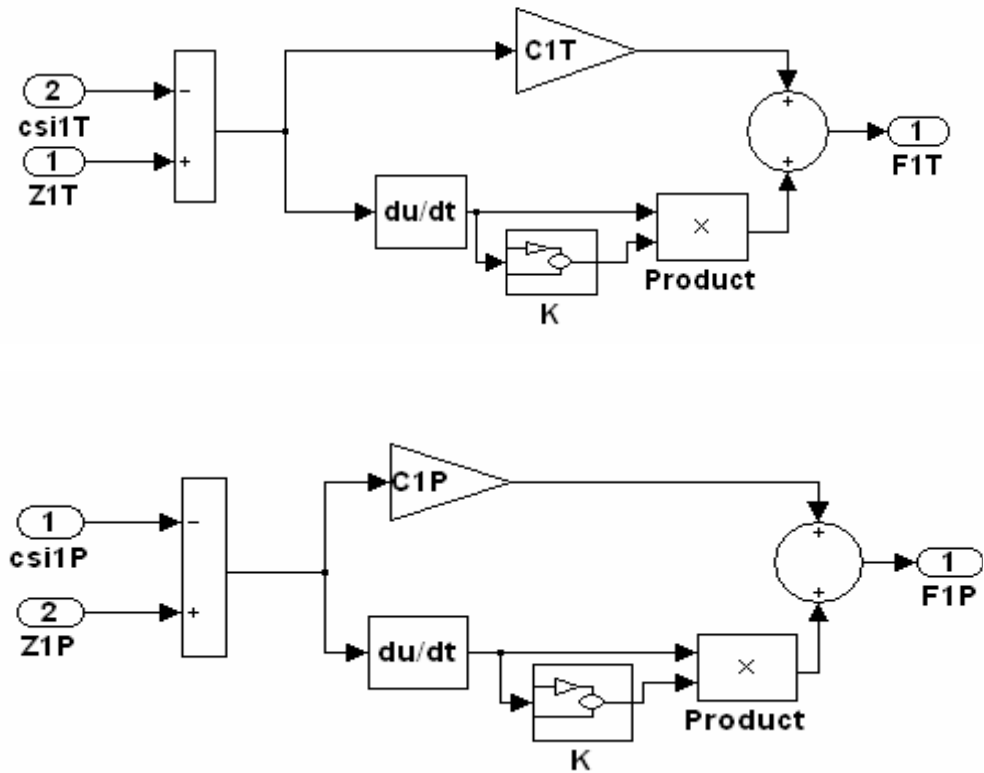 C1T
2
-
csi1T
1
+
Z1T
du/dt
×
Product
K
+
+
1
F1T
C1P
1
-
csi1P
2
+
Z1P
du/dt
×
Product
K
+
+
1
F1P